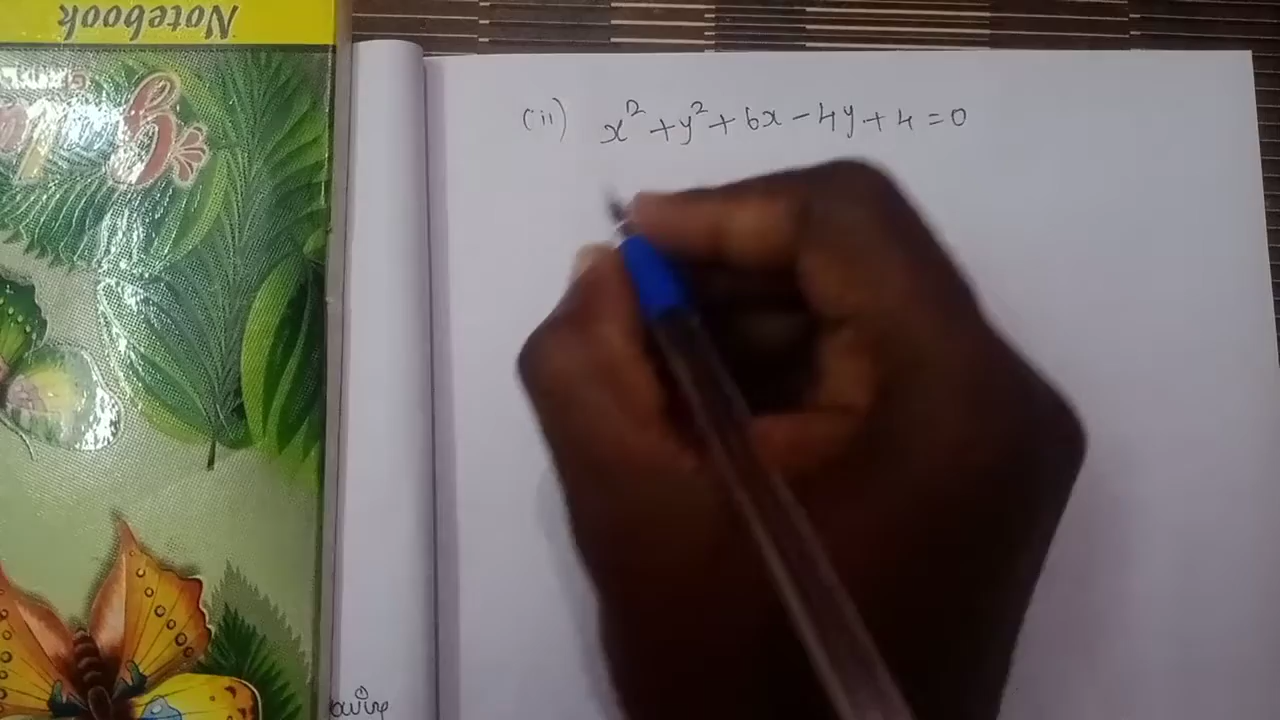 Notebook
(ii) x² + y² + 6x - 4y + 4 = 0